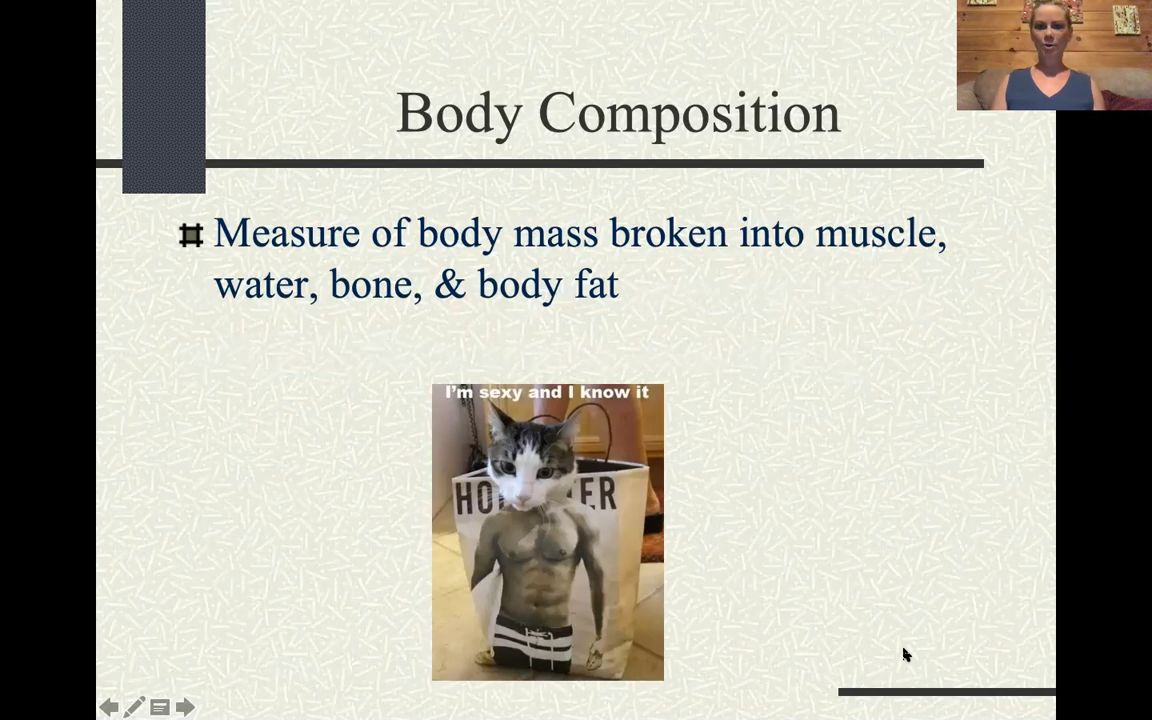 Body Composition
Measure of body mass broken into muscle,
water, bone, & body fat
I'm sexy and I know it